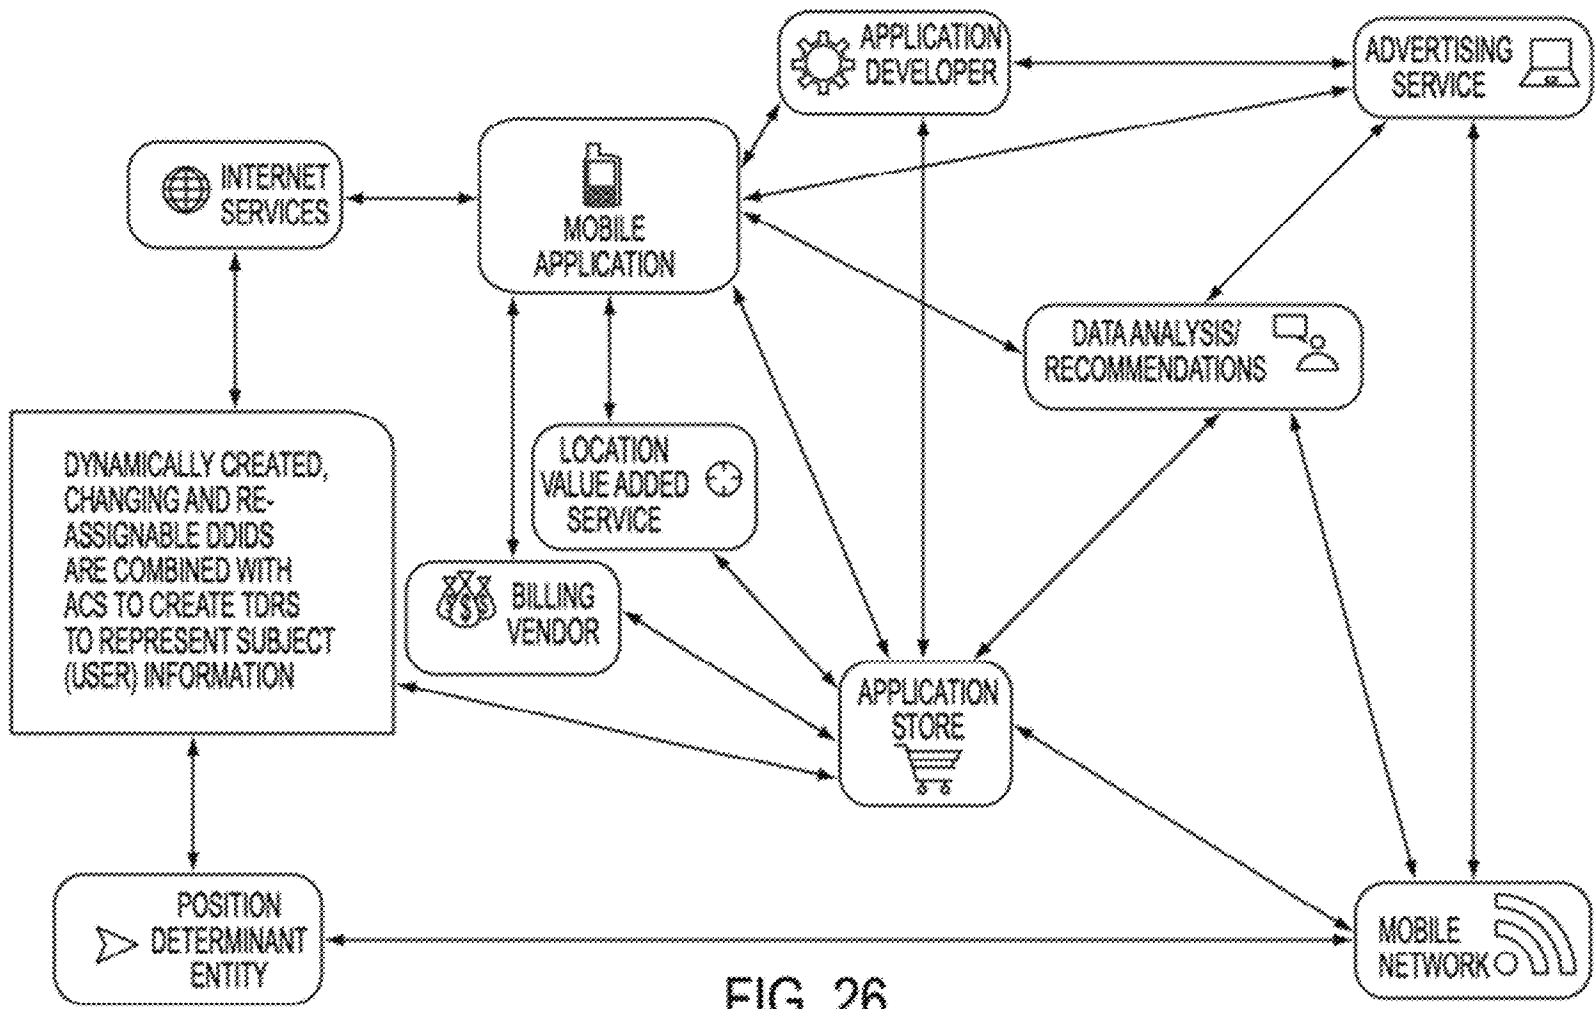 APPLICATION
DEVELOPER
ADVERTISING
SERVICE
INTERNET
SERVICES
MOBILE
APPLICATION
DATA ANALYSIS/
RECOMMENDATIONS
DYNAMICALLY CREATED,
CHANGING AND RE-
ASSIGNABLE DDIDS
ARE COMBINED WITH
ACS TO CREATE TDRS
TO REPRESENT SUBJECT
(USER) INFORMATION
LOCATION
VALUE ADDED
SERVICE
$
BILLING
VENDOR
APPLICATION
STORE
POSITION
DETERMINANT
ENTITY
MOBILE
NETWORK
FIG. 26